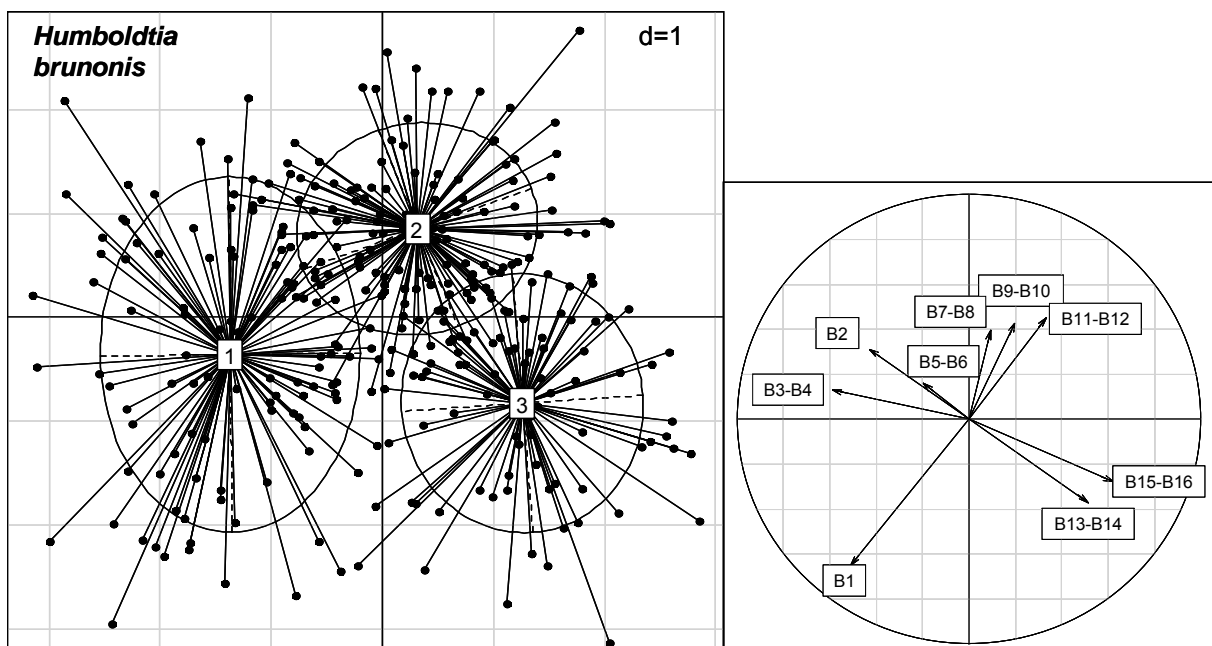 Humboldtia
brunonis
d=1
2
1
3
B9-B10
B7-B8
B11-B12
B2
B5-B6
B3-B4
B15-B16
B13-B14
B1